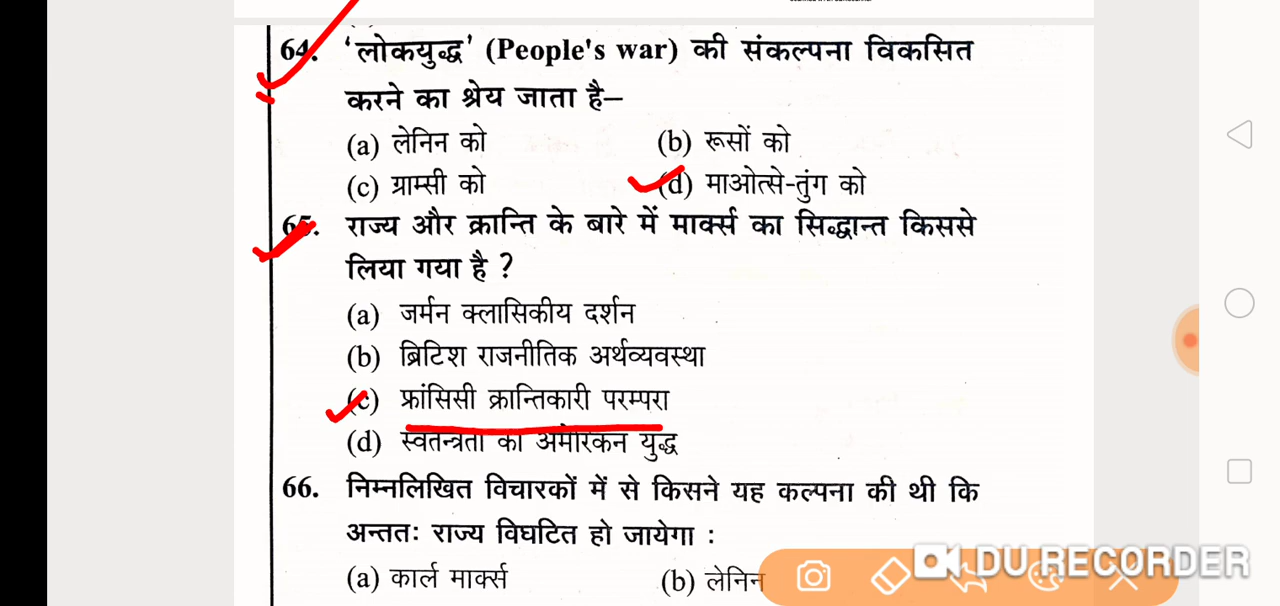 64. 'लोकयुद्ध' (People's war) की संकल्पना विकसित
करने का श्रेय जाता है–
(a) लेनिन को (b) रूसों को
(c) ग्राम्सी को (d) माओत्से-तुंग को
65. राज्य और क्रान्ति के बारे में मार्क्स का सिद्धान्त किससे
लिया गया है ?
(a) जर्मन क्लासिकीय दर्शन
(b) ब्रिटिश राजनीतिक अर्थव्यवस्था
(c) फ्रांसिसी क्रान्तिकारी परम्परा
(d) स्वतन्त्रता का अमेरिकन युद्ध
66. निम्नलिखित विचारकों में से किसने यह कल्पना की थी कि
अन्ततः राज्य विघटित हो जायेगा :
(a) कार्ल मार्क्स (b) लेनिन
DU RECORDER